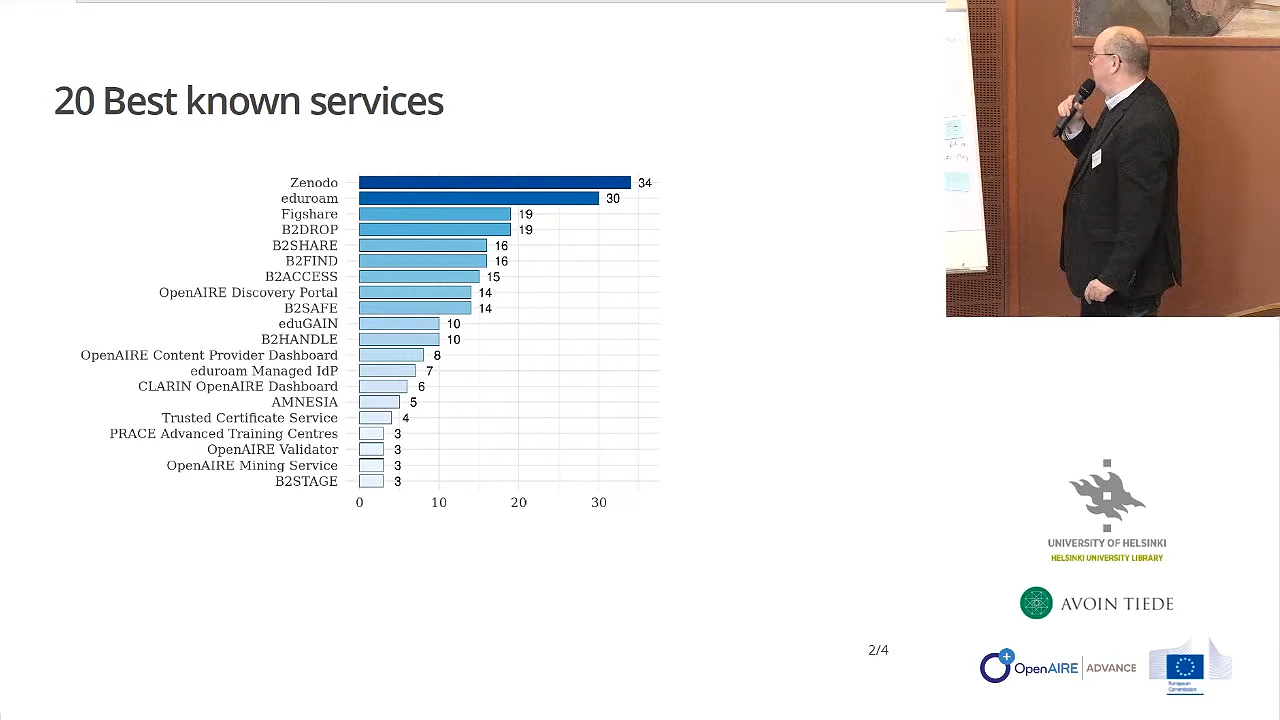 20 Best known services
Zenodo 34
eduroam 30
Figshare 19
B2DROP 19
B2SHARE 16
B2FIND 16
B2ACCESS 15
OpenAIRE Discovery Portal 14
B2SAFE 14
eduGAIN 10
B2HANDLE 10
OpenAIRE Content Provider Dashboard 8
eduroam Managed IdP 7
CLARIN OpenAIRE Dashboard 6
AMNESIA 5
Trusted Certificate Service 4
PRACE Advanced Training Centres 3
OpenAIRE Validator 3
OpenAIRE Mining Service 3
B2STAGE 3
0 10 20 30
UNIVERSITY OF HELSINKI
HELSINKI UNIVERSITY LIBRARY
AVOIN TIEDE
2/4
OpenAIRE ADVANCE
European
Commission